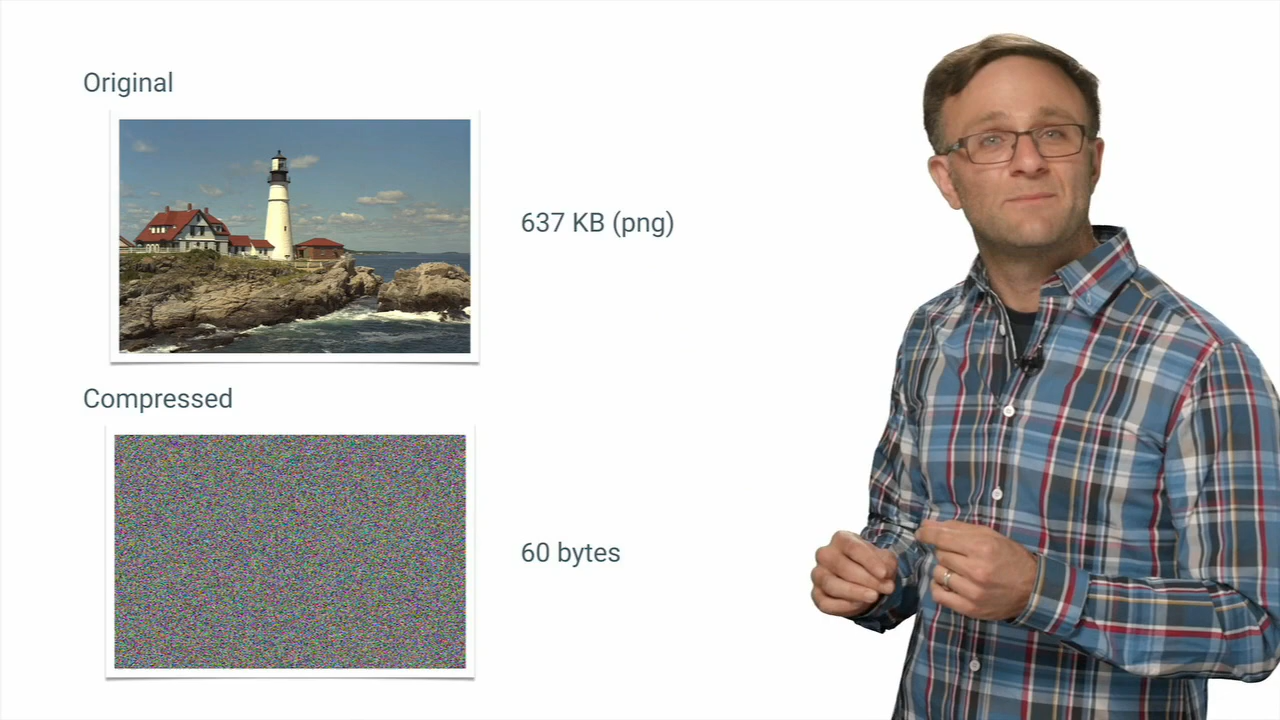 Original
637 KB (png)
Compressed
60 bytes